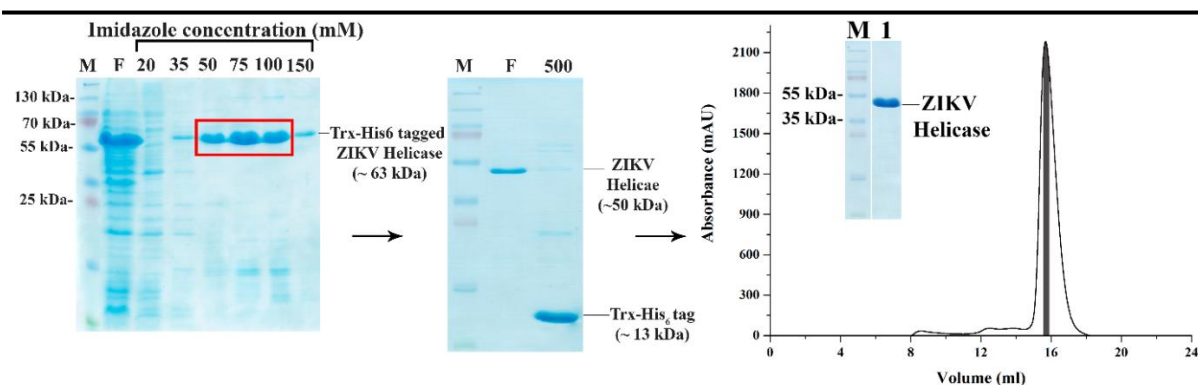 Imidazole concentration (mM)
M F 20 35 50 75 100 150
130 kDa-
70 kDa-
55 kDa-
25 kDa-
Trx-His6 tagged
ZIKV Helicase
(~ 63 kDa)
M F 500
ZIKV
Helicae
(~50 kDa)
Trx-His6 tag
(~ 13 kDa)
M 1
55 kDa-
35 kDa-
ZIKV
Helicase
Absorbance (mAU)
2100
1800
1500
1200
900
600
300
0
0 4 8 12 16 20 24
Volume (ml)